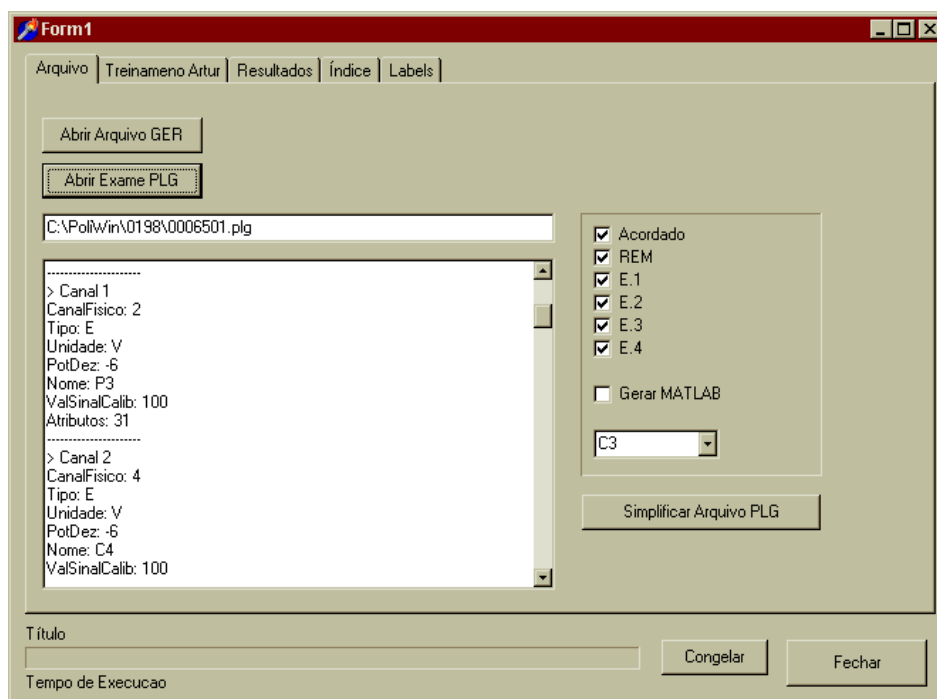 Form1
Arquivo Treinameno Artur Resultados Índice Labels
Abrir Arquivo GER
Abrir Exame PLG
C:\PoliWin\0198\0006501.plg
---------------------
> Canal 1
CanalFisico: 2
Tipo: E
Unidade: V
PotDez: -6
Nome: P3
ValSinalCalib: 100
Atributos: 31
---------------------
> Canal 2
CanalFisico: 4
Tipo: E
Unidade: V
PotDez: -6
Nome: C4
ValSinalCalib: 100
Acordado
REM
E.1
E.2
E.3
E.4
Gerar MATLAB
C3
Simplificar Arquivo PLG
Título
Tempo de Execucao
Congelar
Fechar